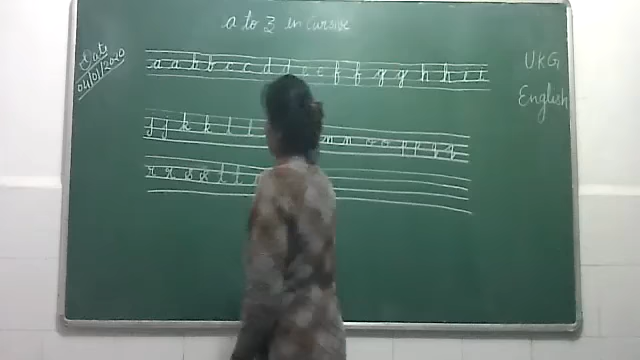 a to z in cursive
Date
04/01/2020
UKG
English
a a b b c c d d e e f f g g h h i i
j j k k l l n n o o p p q q
r r s s t t